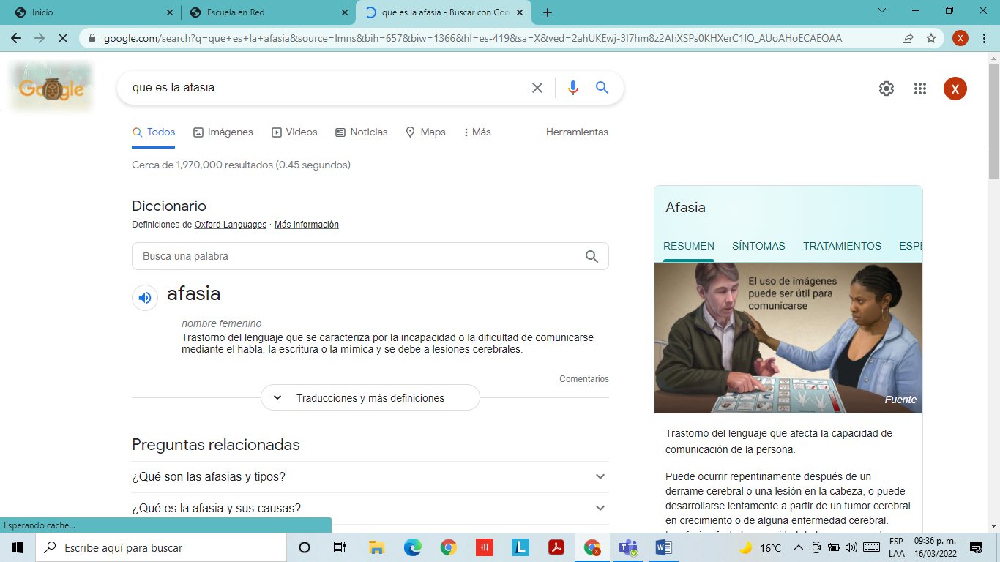 Inicio
Escuela en Red
que es la afasia - Buscar con Goo
google.com/search?q=que+es+la+afasia&source=lmns&bih=657&biw=1366&hl=es-419&sa=X&ved=2ahUKEwj-3I7hm8z2AhXSPs0KHXerC1IQ_AUoAHoECAEQAA
X
Google
que es la afasia
X
Todos
Imágenes
Videos
Noticias
Maps
Más
Herramientas
Cerca de 1,970,000 resultados (0.45 segundos)
Diccionario
Definiciones de Oxford Languages · Más información
Busca una palabra
afasia
nombre femenino
Trastorno del lenguaje que se caracteriza por la incapacidad o la dificultad de comunicarse
mediante el habla, la escritura o la mímica y se debe a lesiones cerebrales.
Comentarios
Traducciones y más definiciones
Preguntas relacionadas
¿Qué son las afasias y tipos?
¿Qué es la afasia y sus causas?
Afasia
RESUMEN
SÍNTOMAS
TRATAMIENTOS
ESPE
El uso de imágenes
puede ser útil para
comunicarse
Fuente
Trastorno del lenguaje que afecta la capacidad de
comunicación de la persona.
Puede ocurrir repentinamente después de un
derrame cerebral o una lesión en la cabeza, o puede
desarrollarse lentamente a partir de un tumor cerebral
en crecimiento o de alguna enfermedad cerebral.
Esperando caché...
Escribe aquí para buscar
16°C
ESP
LAA
09:36 p. m.
16/03/2022